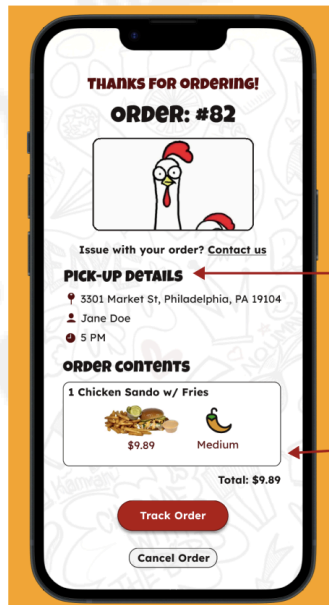 THANKS FOR ORDERING!
ORDER: #82
Issue with your order? Contact us
PICK-UP DETAILS
3301 Market St, Philadelphia, PA 19104
Jane Doe
5 PM
ORDER CONTENTS
1 Chicken Sando w/ Fries
$9.89 Medium
Total: $9.89
Track Order
Cancel Order